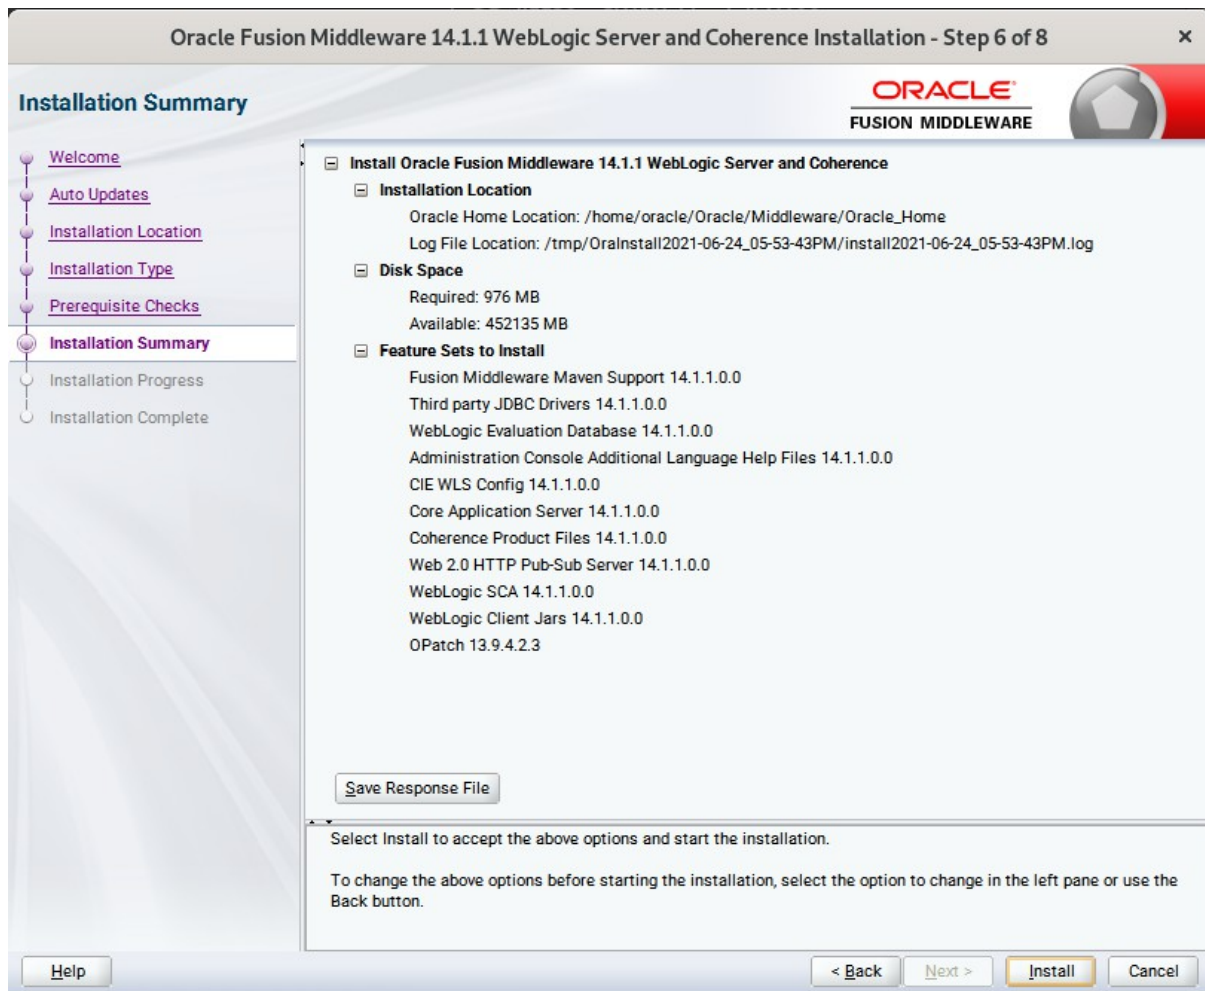 Oracle Fusion Middleware 14.1.1 WebLogic Server and Coherence Installation - Step 6 of 8
Installation Summary
ORACLE
FUSION MIDDLEWARE
Welcome
Auto Updates
Installation Location
Installation Type
Prerequisite Checks
Installation Summary
Installation Progress
Installation Complete
Install Oracle Fusion Middleware 14.1.1 WebLogic Server and Coherence
Installation Location
Oracle Home Location: /home/oracle/Oracle/Middleware/Oracle_Home
Log File Location: /tmp/OraInstall2021-06-24_05-53-43PM/install2021-06-24_05-53-43PM.log
Disk Space
Required: 976 MB
Available: 452135 MB
Feature Sets to Install
Fusion Middleware Maven Support 14.1.1.0.0
Third party JDBC Drivers 14.1.1.0.0
WebLogic Evaluation Database 14.1.1.0.0
Administration Console Additional Language Help Files 14.1.1.0.0
CIE WLS Config 14.1.1.0.0
Core Application Server 14.1.1.0.0
Coherence Product Files 14.1.1.0.0
Web 2.0 HTTP Pub-Sub Server 14.1.1.0.0
WebLogic SCA 14.1.1.0.0
WebLogic Client Jars 14.1.1.0.0
OPatch 13.9.4.2.3
Save Response File
Select Install to accept the above options and start the installation.
To change the above options before starting the installation, select the option to change in the left pane or use the
Back button.
Help
< Back
Next >
Install
Cancel